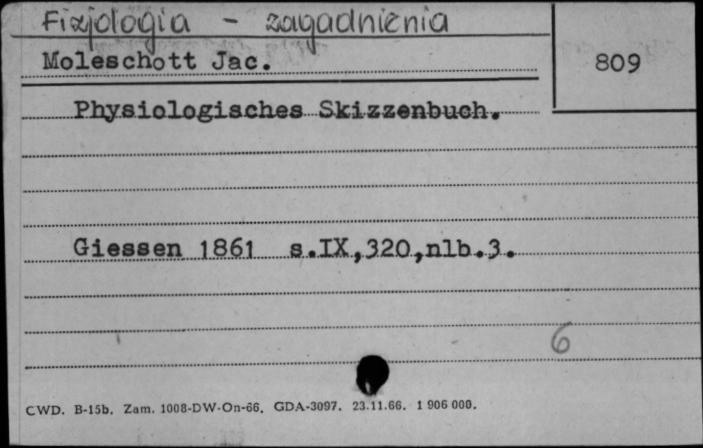 Fizjologia - zagadnienia
Moleschott Jac.
809
Physiologisches Skizzenbuch.
Giessen 1861 s.IX,320,nlb.3.
6
CWD. B-15b. Zam. 1008-DW-On-66. GDA-3097. 23.11.66. 1 906 000.